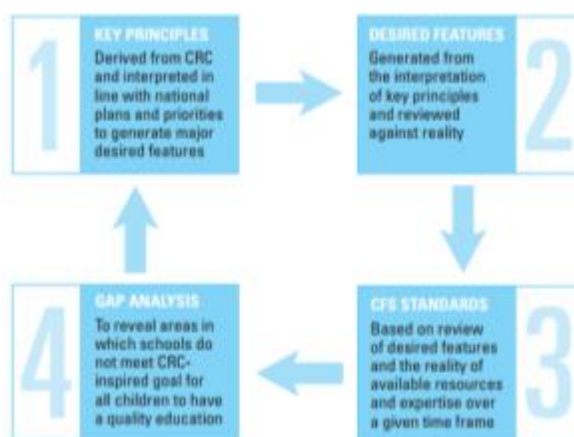 1
KEY PRINCIPLES
Derived from CRC
and interpreted in
line with national
plans and priorities
to generate major
desired features
DESIRED FEATURES
Generated from
the interpretation
of key principles
and reviewed
against reality
2
CFS STANDARDS
Based on review
of desired features
and the reality of
available resources
and expertise over
a given time frame
3
4
GAP ANALYSIS
To reveal areas in
which schools do
not meet CRC-
inspired goal for
all children to have
a quality education